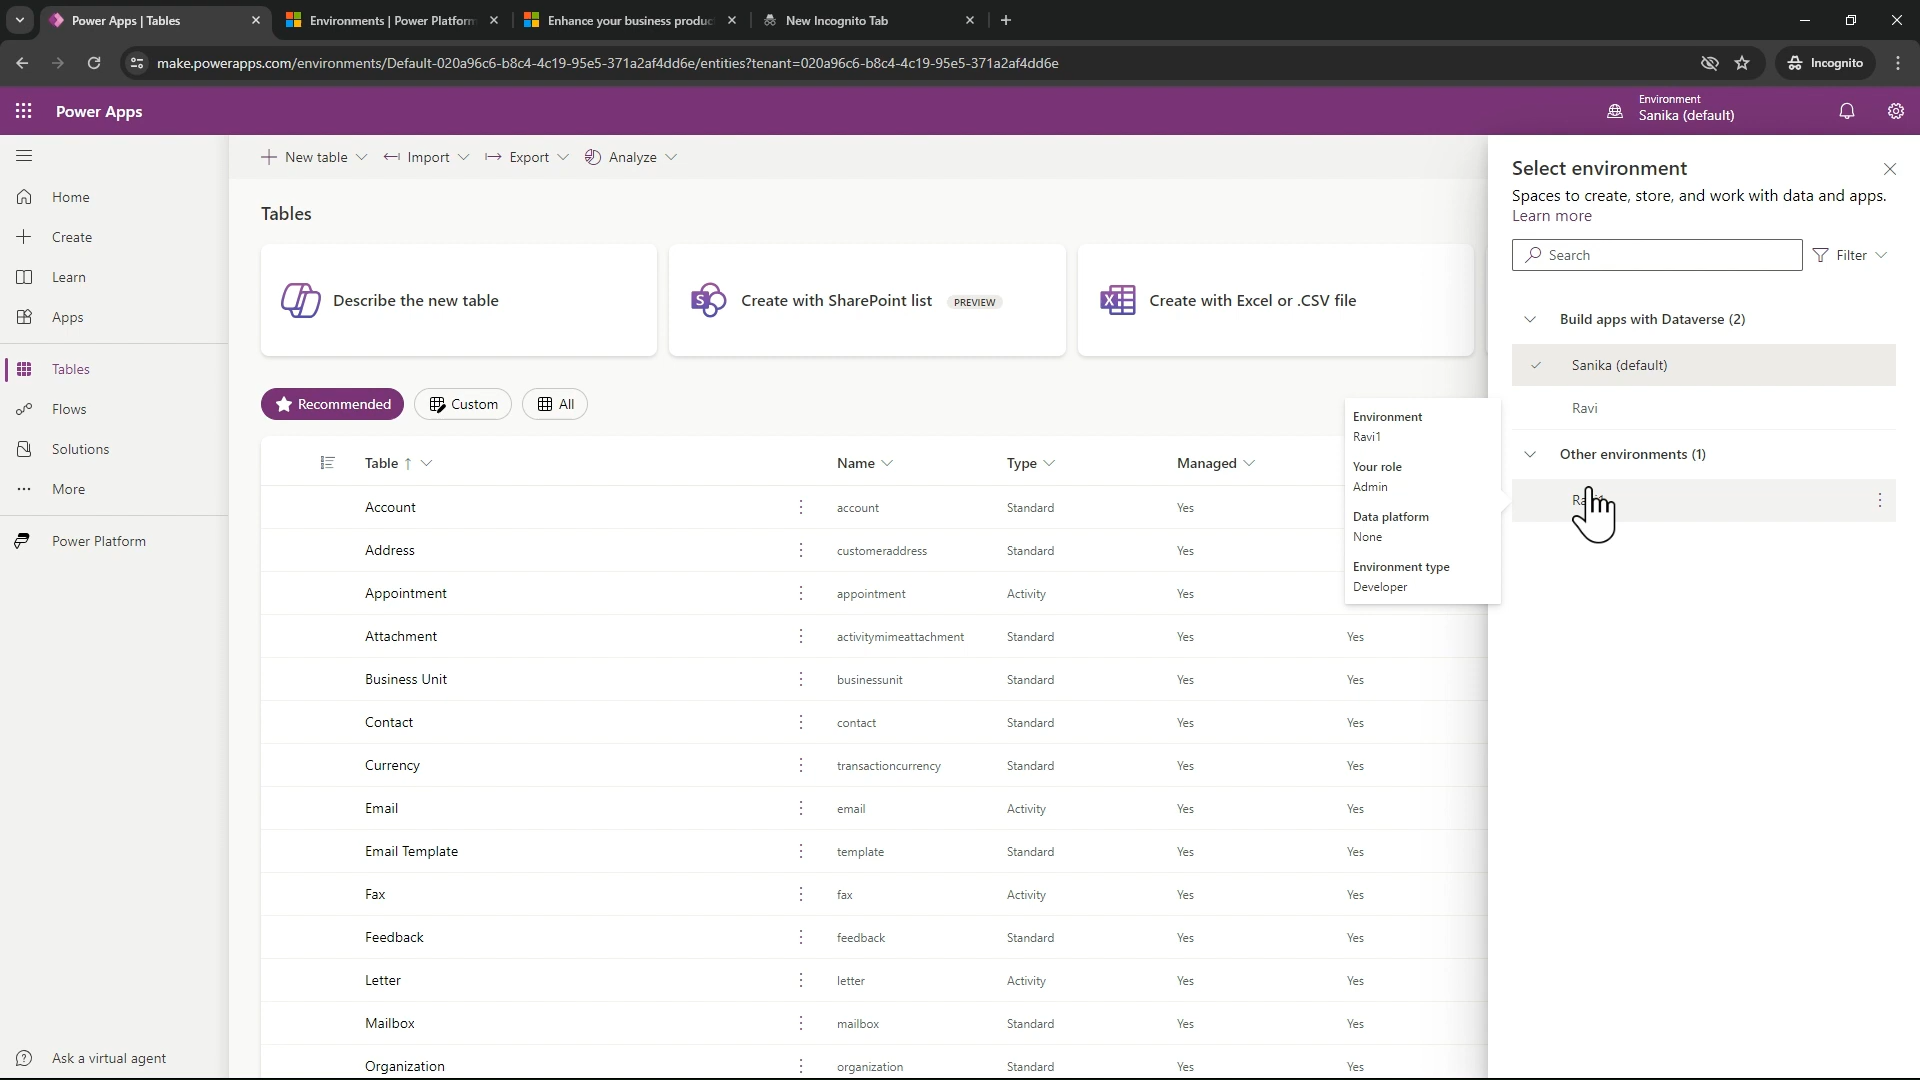 Power Apps | Tables
Environments | Power Platform
Enhance your business produc
New Incognito Tab
make.powerapps.com/environments/Default-020a96c6-b8c4-4c19-95e5-371a2af4dd6e/entities?tenant=020a96c6-b8c4-4c19-95e5-371a2af4dd6e
Incognito
Power Apps
Environment
Sanika (default)
Home
Create
Learn
Apps
Tables
Flows
Solutions
More
Power Platform
Ask a virtual agent
New table
Import
Export
Analyze
Tables
Describe the new table
Create with SharePoint list PREVIEW
Create with Excel or .CSV file
Recommended
Custom
All
Table ↑ Name Type Managed
Account account Standard Yes
Address customeraddress Standard Yes
Appointment appointment Activity Yes
Attachment activitymimeattachment Standard Yes Yes
Business Unit businessunit Standard Yes Yes
Contact contact Standard Yes Yes
Currency transactioncurrency Standard Yes Yes
Email email Activity Yes Yes
Email Template template Standard Yes Yes
Fax fax Activity Yes Yes
Feedback feedback Standard Yes Yes
Letter letter Activity Yes Yes
Mailbox mailbox Standard Yes Yes
Organization organization Standard Yes Yes
Environment
Ravi1
Your role
Admin
Data platform
None
Environment type
Developer
Select environment
Spaces to create, store, and work with data and apps.
Learn more
Search
Filter
Build apps with Dataverse (2)
Sanika (default)
Ravi
Other environments (1)